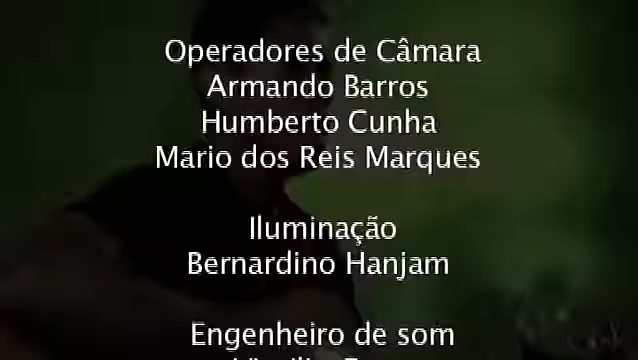 Operadores de Câmara
Armando Barros
Humberto Cunha
Mario dos Reis Marques
Iluminação
Bernardino Hanjam
Engenheiro de som